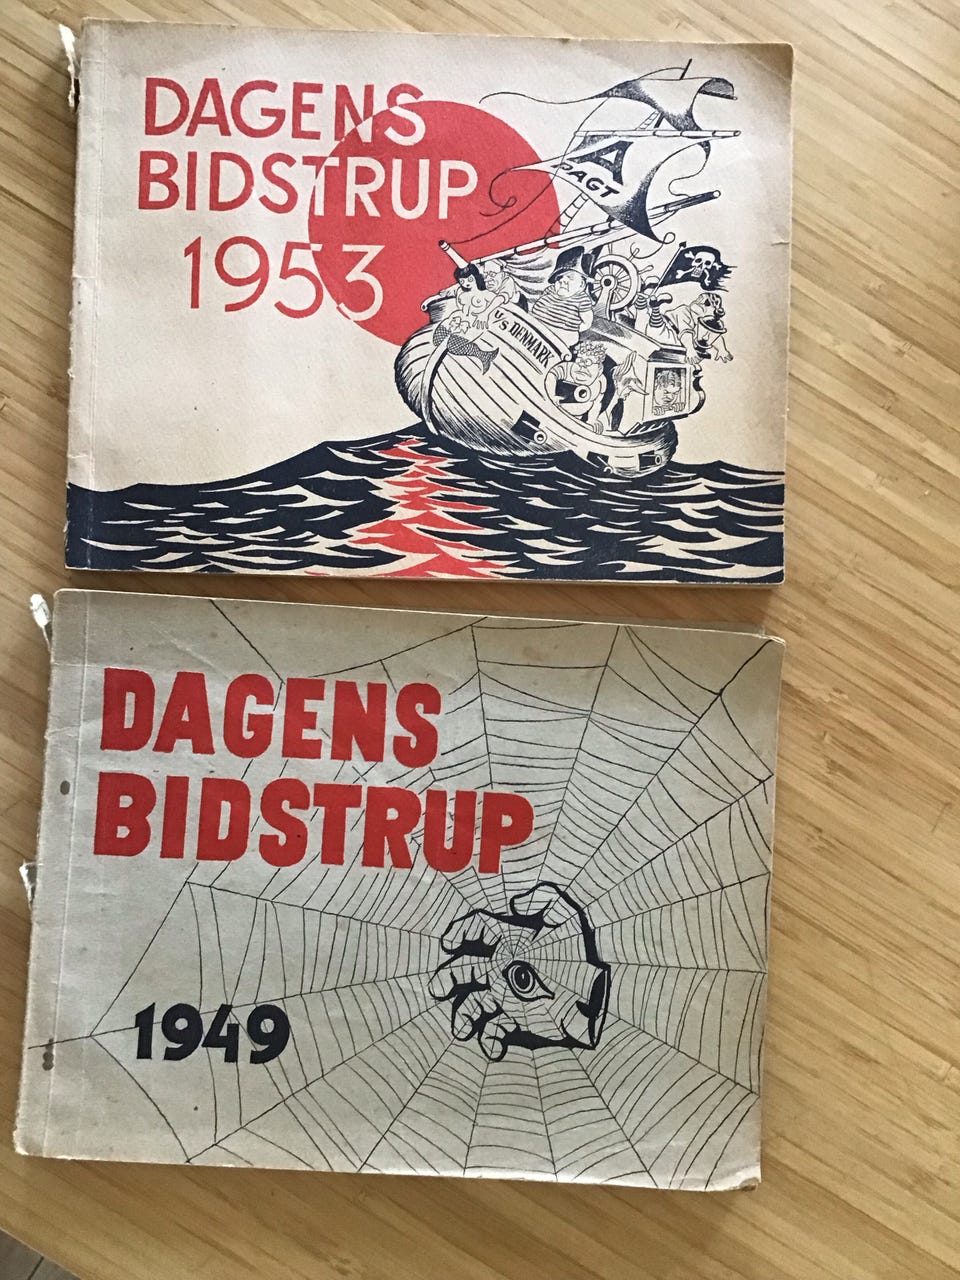 DAGENS
BIDSTRUP
1953
A
PAGT
V/S DENMARK
DAGENS
BIDSTRUP
1949